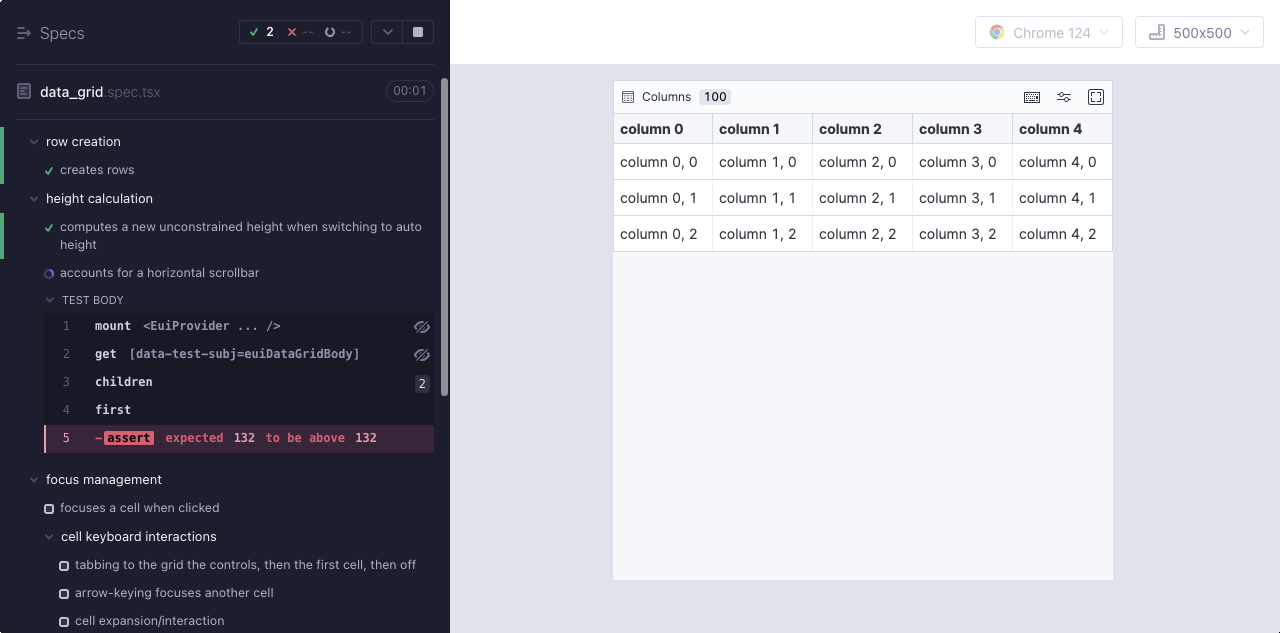 Specs
2 -- --
data_grid.spec.tsx 00:01
row creation
creates rows
height calculation
computes a new unconstrained height when switching to auto
height
accounts for a horizontal scrollbar
TEST BODY
1 mount <EuiProvider ... />
2 get [data-test-subj=euiDataGridBody]
3 children 2
4 first
5 -assert expected 132 to be above 132
focus management
focuses a cell when clicked
cell keyboard interactions
tabbing to the grid the controls, then the first cell, then off
arrow-keying focuses another cell
cell expansion/interaction
Chrome 124 500x500
Columns 100
column 0 column 1 column 2 column 3 column 4
column 0, 0 column 1, 0 column 2, 0 column 3, 0 column 4, 0
column 0, 1 column 1, 1 column 2, 1 column 3, 1 column 4, 1
column 0, 2 column 1, 2 column 2, 2 column 3, 2 column 4, 2